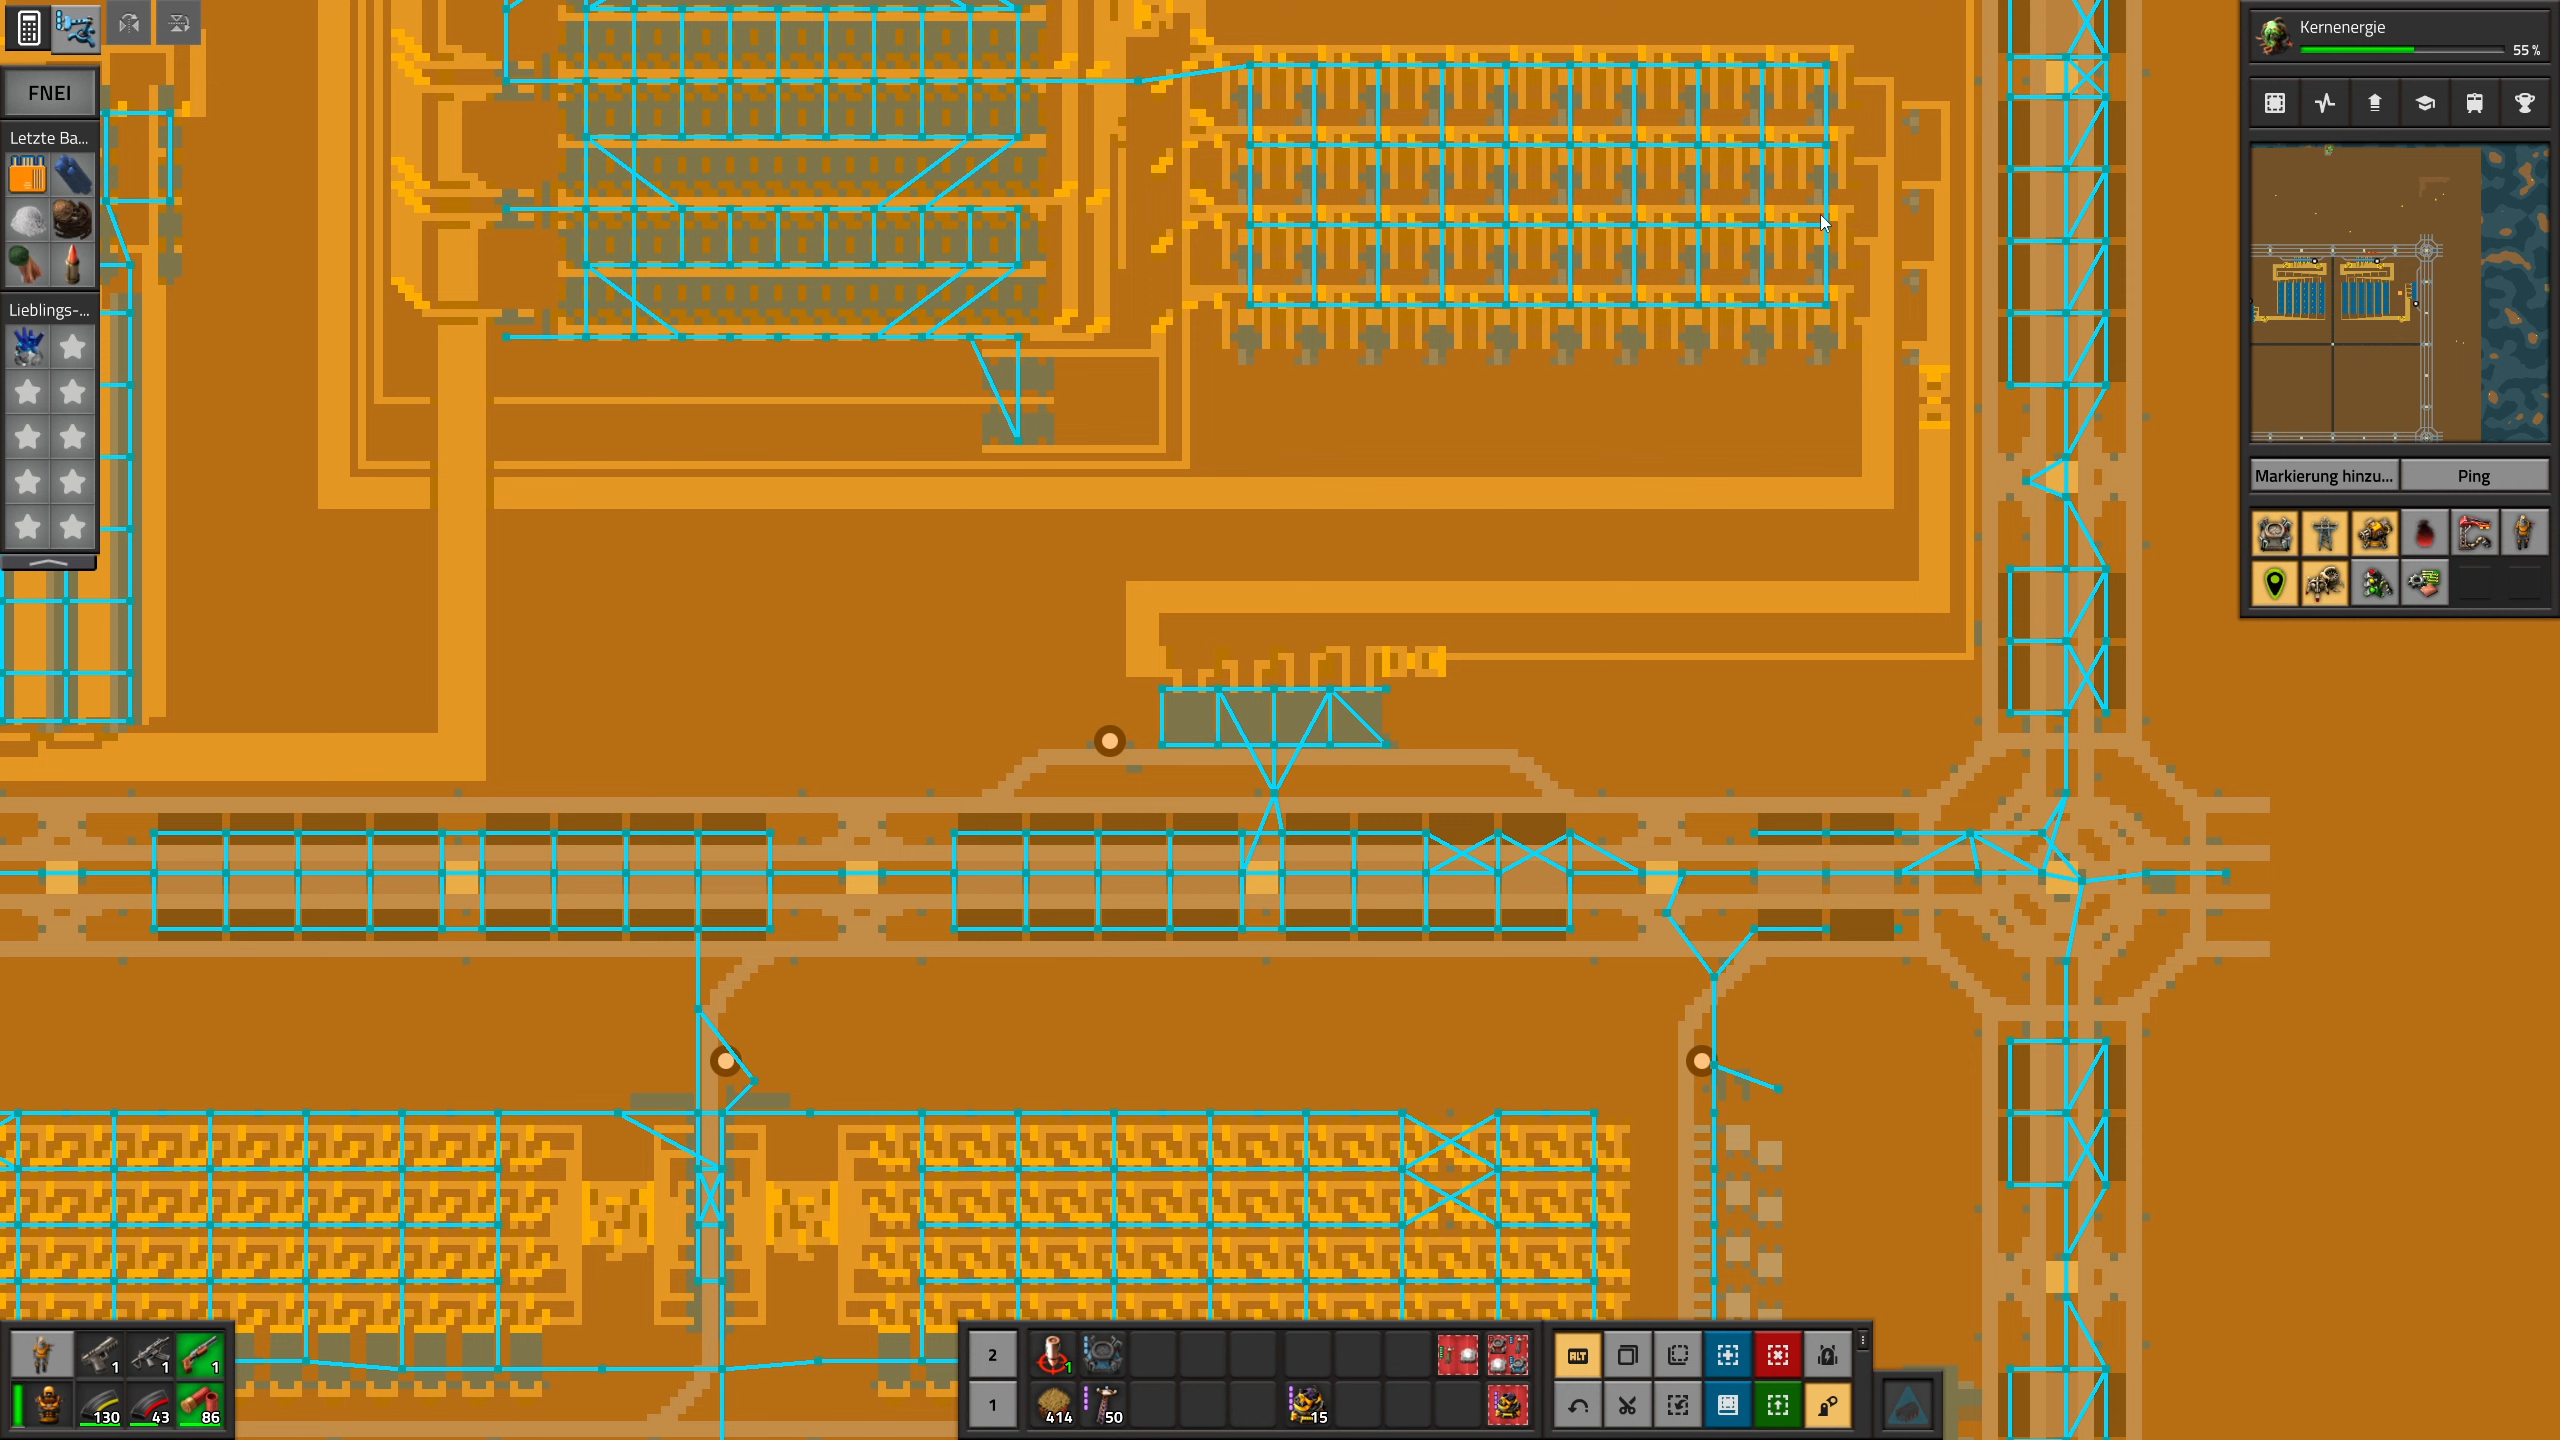 FNEI
Letzte Ba...
Lieblings-...
Kernenergie
55 %
Markierung hinzu...
Ping
1
1
1
130
43
86
2
1
1
414
50
15
ALT